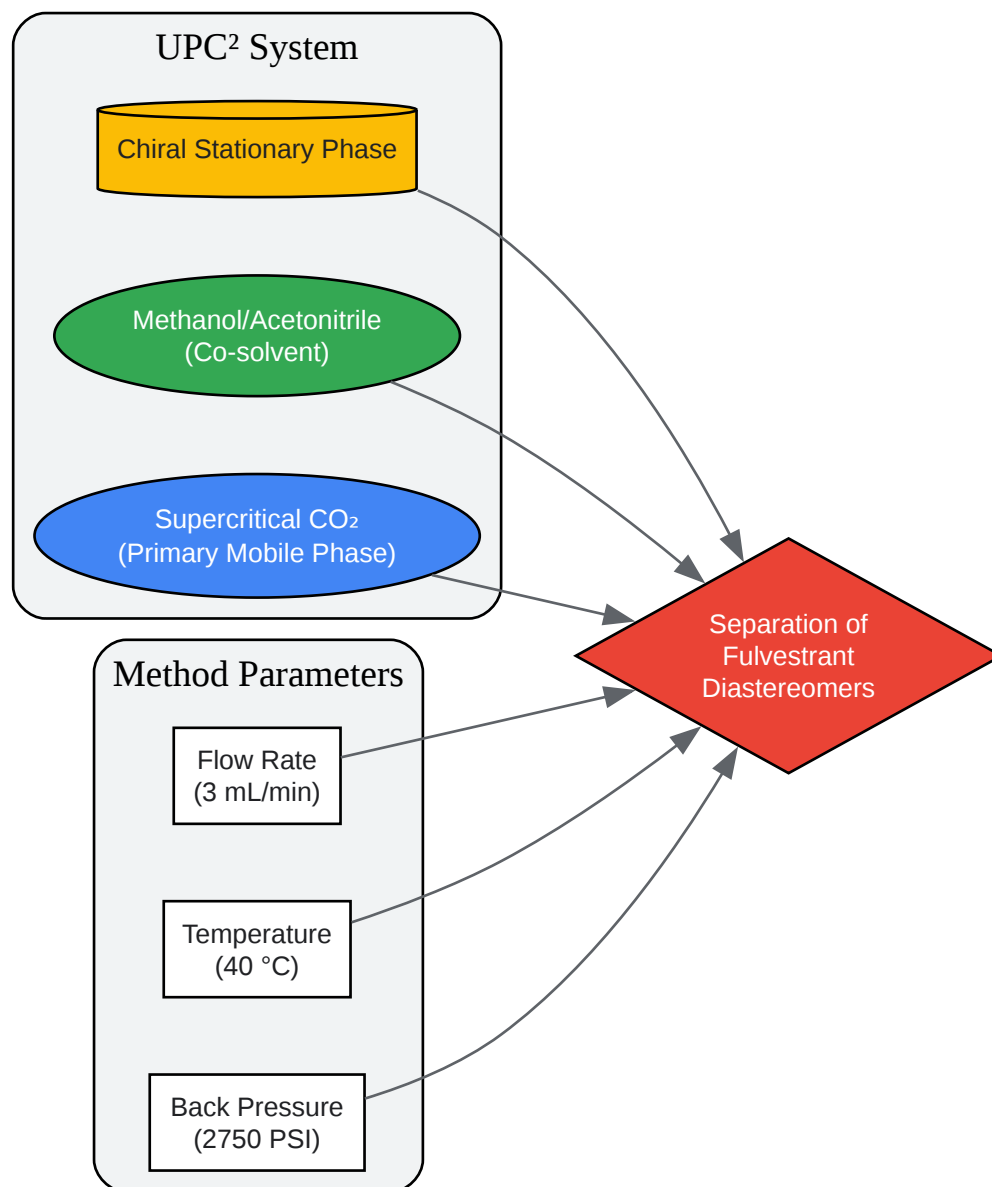 UPC² System
Chiral Stationary Phase
Methanol/Acetonitrile
(Co-solvent)
Supercritical CO₂
(Primary Mobile Phase)
Separation of
Fulvestrant
Diastereomers
Method Parameters
Flow Rate
(3 mL/min)
Temperature
(40 °C)
Back Pressure
(2750 PSI)